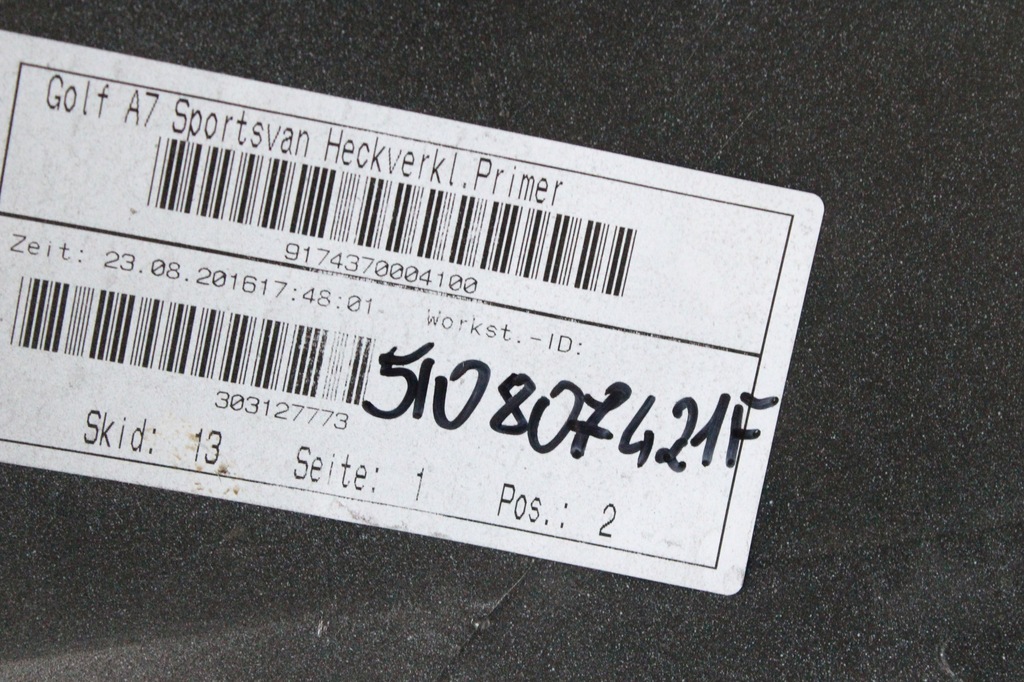 Golf A7 Sportsvan Heckverkl.Primer
9174370004100
Zeit: 23.08.201617:48:01
Workst.-ID:
303127773
510807421F
Skid: 13 Seite: 1 Pos.: 2